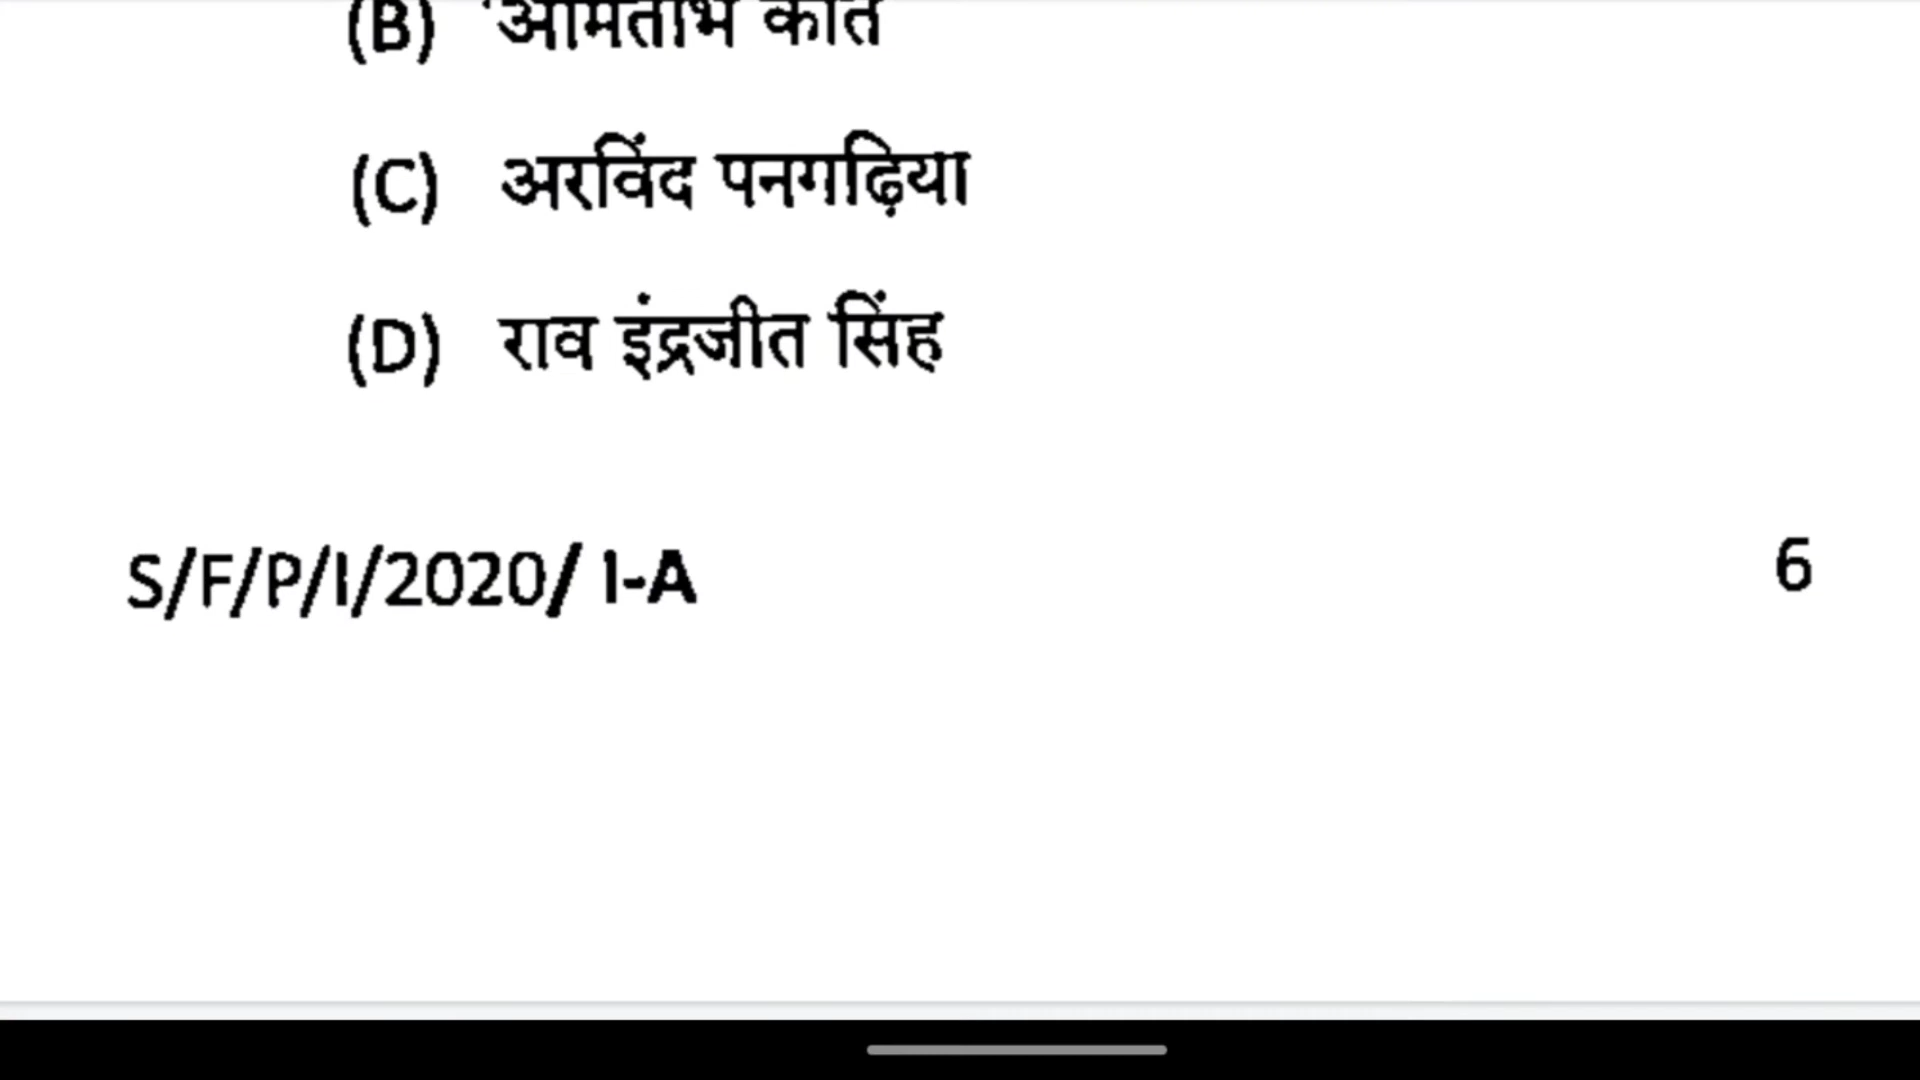 (B) अमिताभ कांत
(C) अरविंद पनगढ़िया
(D) राव इंद्रजीत सिंह
S/F/P/I/2020/ I-A 6